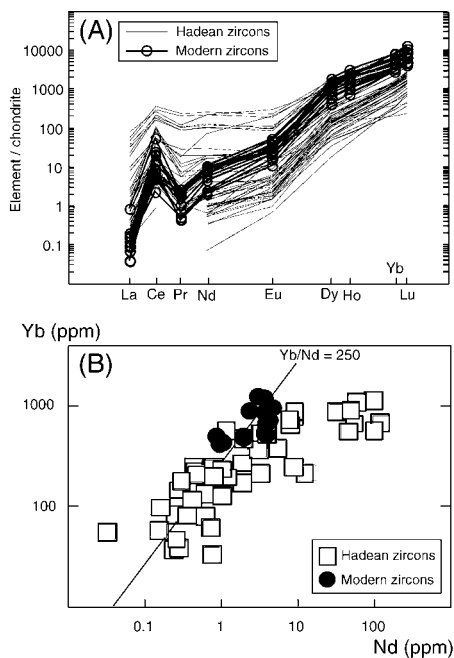 (A)
Hadean zircons
Modern zircons
Element / chondrite
10000
1000
100
10
1
0.1
Yb
La Ce Pr Nd Eu Dy Ho Lu
Yb (ppm)
(B)
Yb/Nd = 250
1000
100
Hadean zircons
Modern zircons
0.1 1 10 100
Nd (ppm)